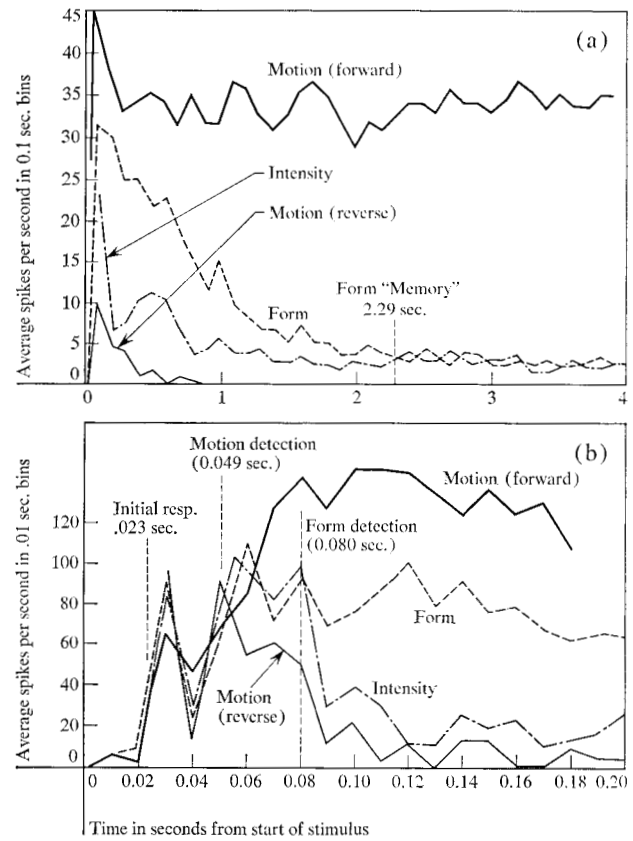 45
40
35
30
25
20
15
10
5
0
Average spikes per second in 0.1 sec. bins
(a)
Motion (forward)
Intensity
Motion (reverse)
Form "Memory"
2.29 sec.
Form
0
1
2
3
4
(b)
Motion detection
(0.049 sec.)
Motion (forward)
Initial resp.
.023 sec.
Form detection
(0.080 sec.)
120
100
80
60
40
20
0
Average spikes per second in .01 sec. bins
Form
Intensity
Motion
(reverse)
0 0.02 0.04 0.06 0.08 0.10 0.12 0.14 0.16 0.18 0.20
Time in seconds from start of stimulus